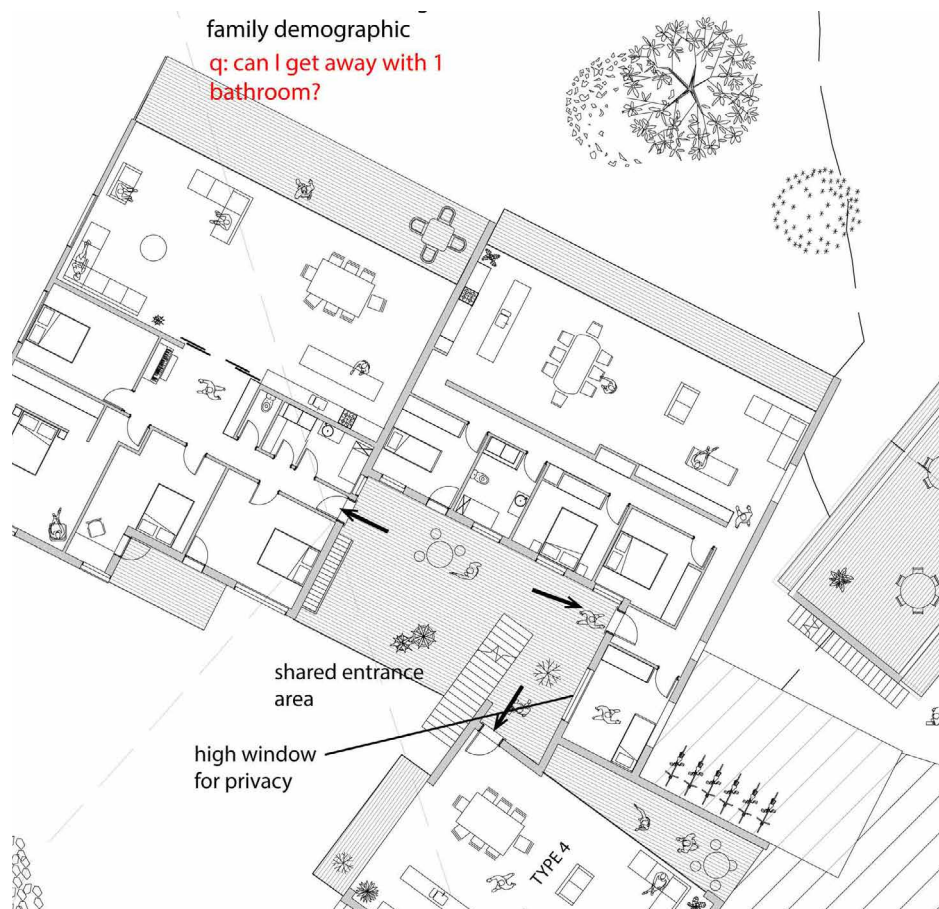 family demographic
q: can I get away with 1
bathroom?
shared entrance
area
high window
for privacy
TYPE 4